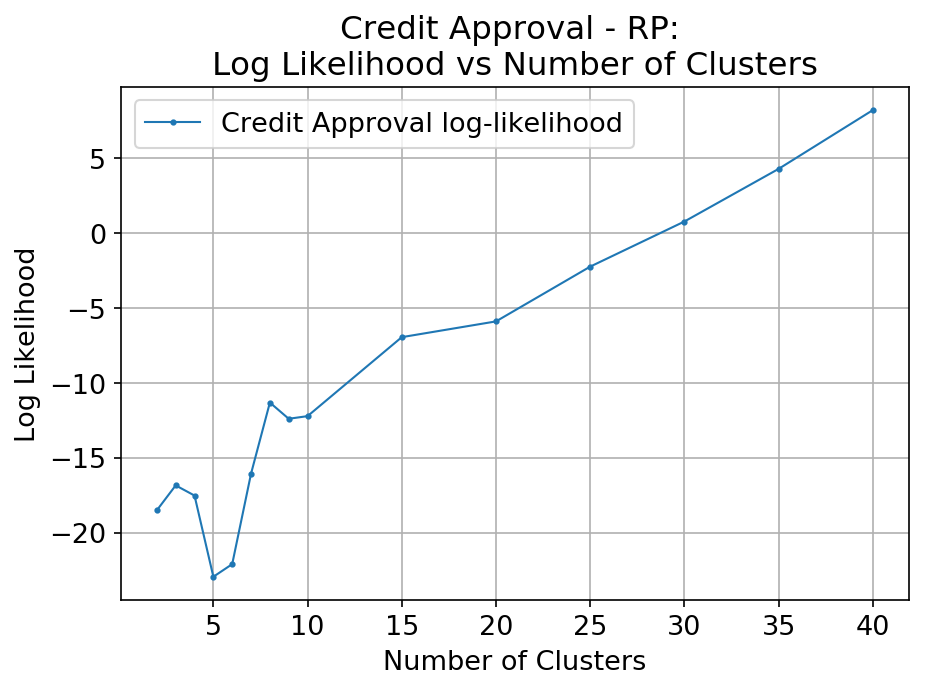 Credit Approval - RP:
Log Likelihood vs Number of Clusters
Credit Approval log-likelihood
5
0
−5
−10
−15
−20
Log Likelihood
5 10 15 20 25 30 35 40
Number of Clusters